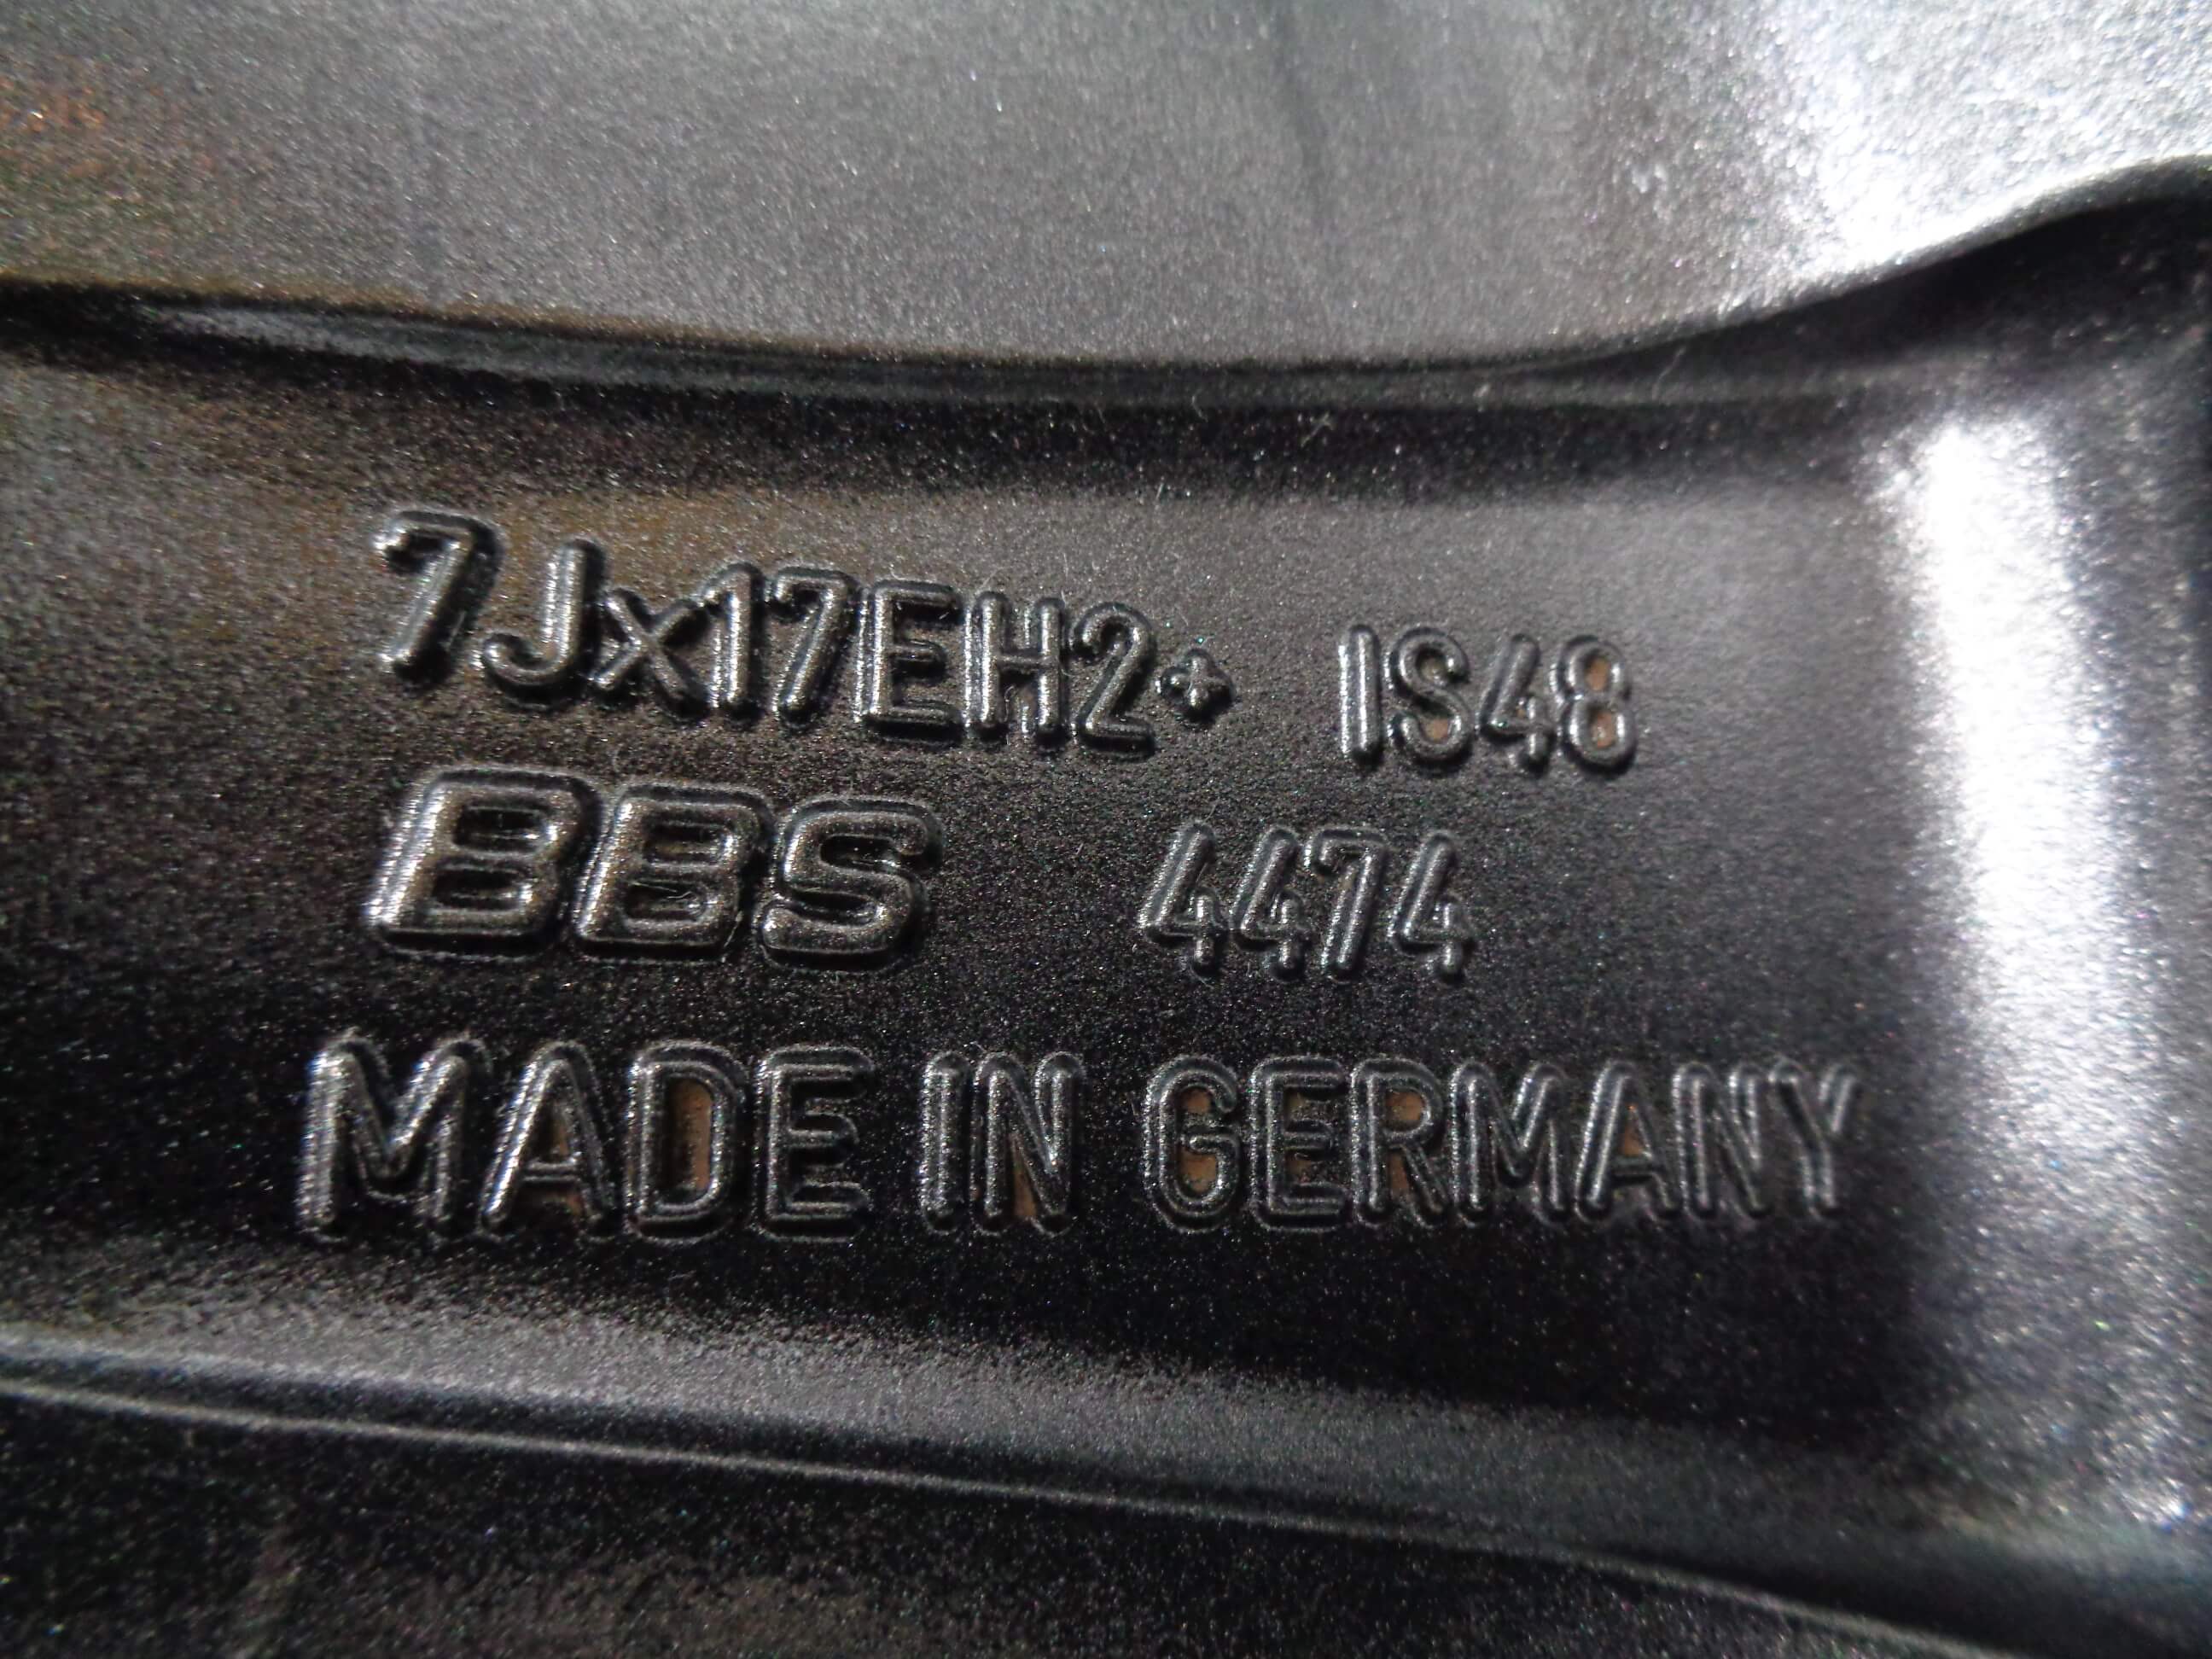 7Jx17EH2+ IS48
BBS 4474
MADE IN GERMANY